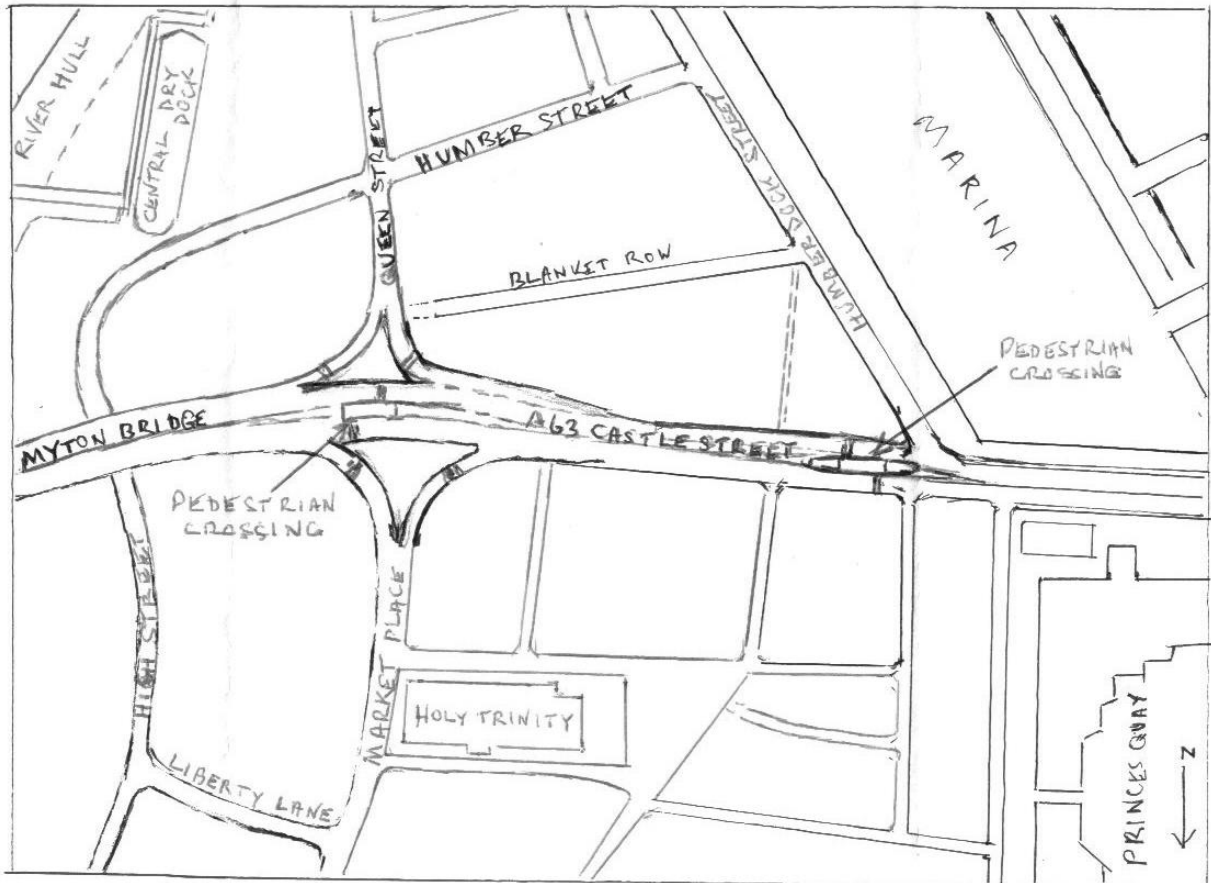 RIVER HULL
CENTRAL DRY
DOCK
QUEEN STREET
HUMBER STREET
HUMBER DOCK STREET
MARINA
BLANKET ROW
PEDESTRIAN
CROSSING
MYTON BRIDGE
A63 CASTLE STREET
PEDESTRIAN
CROSSING
HIGH STREET
MARKET PLACE
HOLY TRINITY
LIBERTY LANE
PRINCES QUAY
N